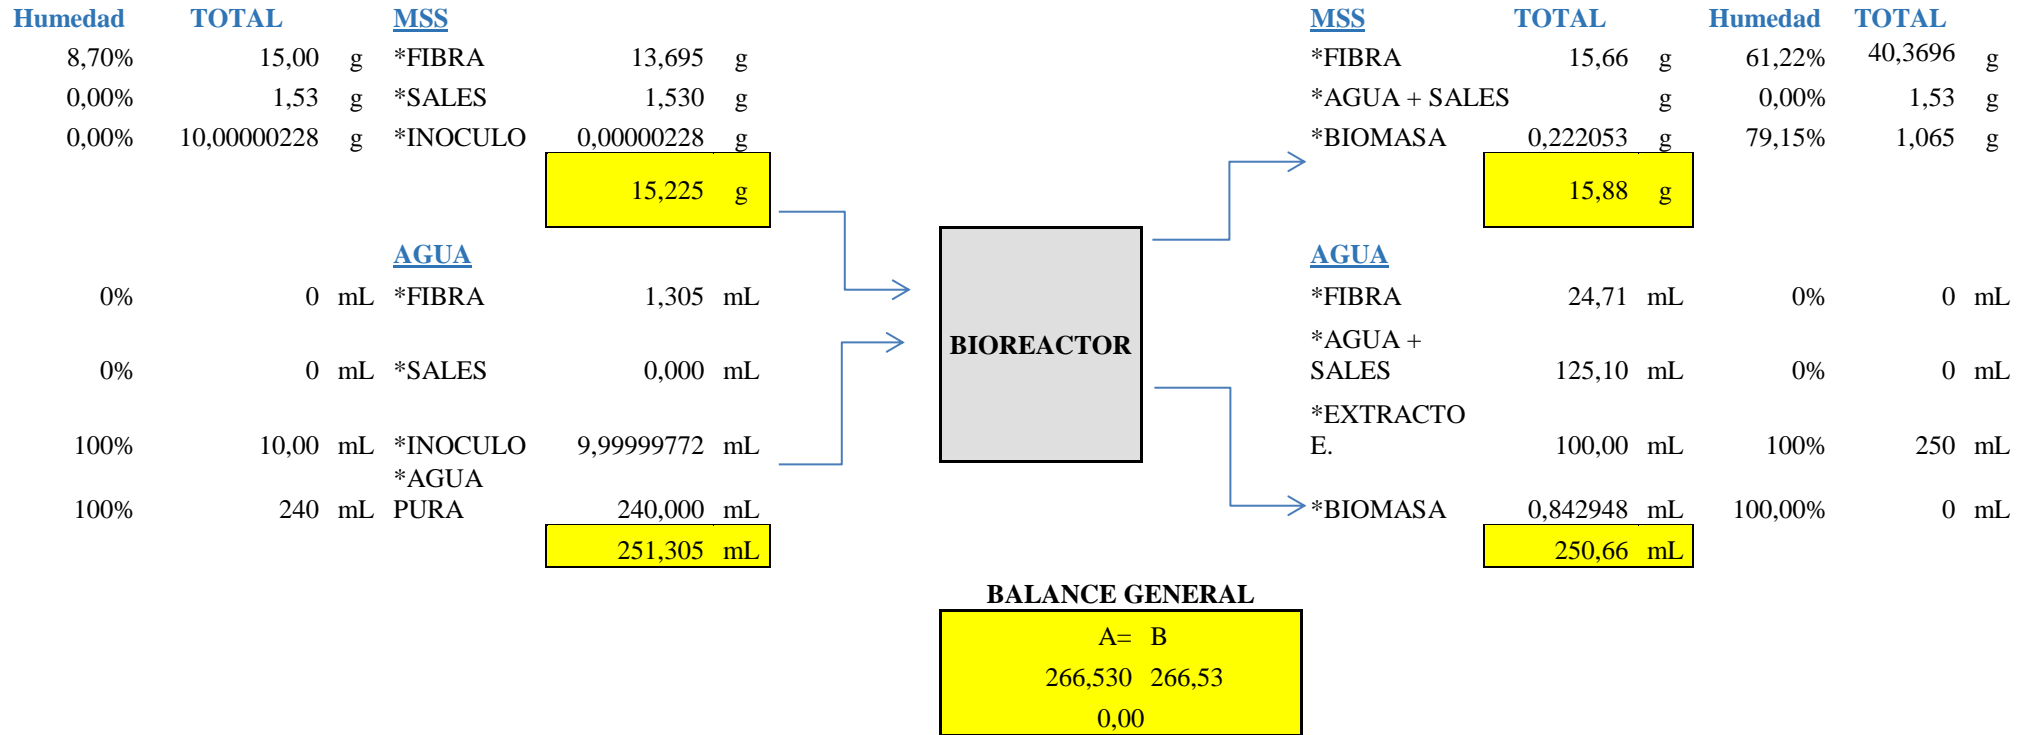 Humedad TOTAL MSS MSS TOTAL Humedad TOTAL
8,70% 15,00 g *FIBRA 13,695 g *FIBRA 15,66 g 61,22% 40,3696 g
0,00% 1,53 g *SALES 1,530 g *AGUA + SALES g 0,00% 1,53 g
0,00% 10,00000228 g *INOCULO 0,00000228 g *BIOMASA 0,222053 g 79,15% 1,065 g
15,225 g 15,88 g
AGUA AGUA
0% 0 mL *FIBRA 1,305 mL *FIBRA 24,71 mL 0% 0 mL
BIOREACTOR
*AGUA +
0% 0 mL *SALES 0,000 mL SALES 125,10 mL 0% 0 mL
*EXTRACTO
100% 10,00 mL *INOCULO 9,99999772 mL E. 100,00 mL 100% 250 mL
*AGUA
100% 240 mL PURA 240,000 mL *BIOMASA 0,842948 mL 100,00% 0 mL
251,305 mL 250,66 mL
BALANCE GENERAL
A= B
266,530 266,53
0,00